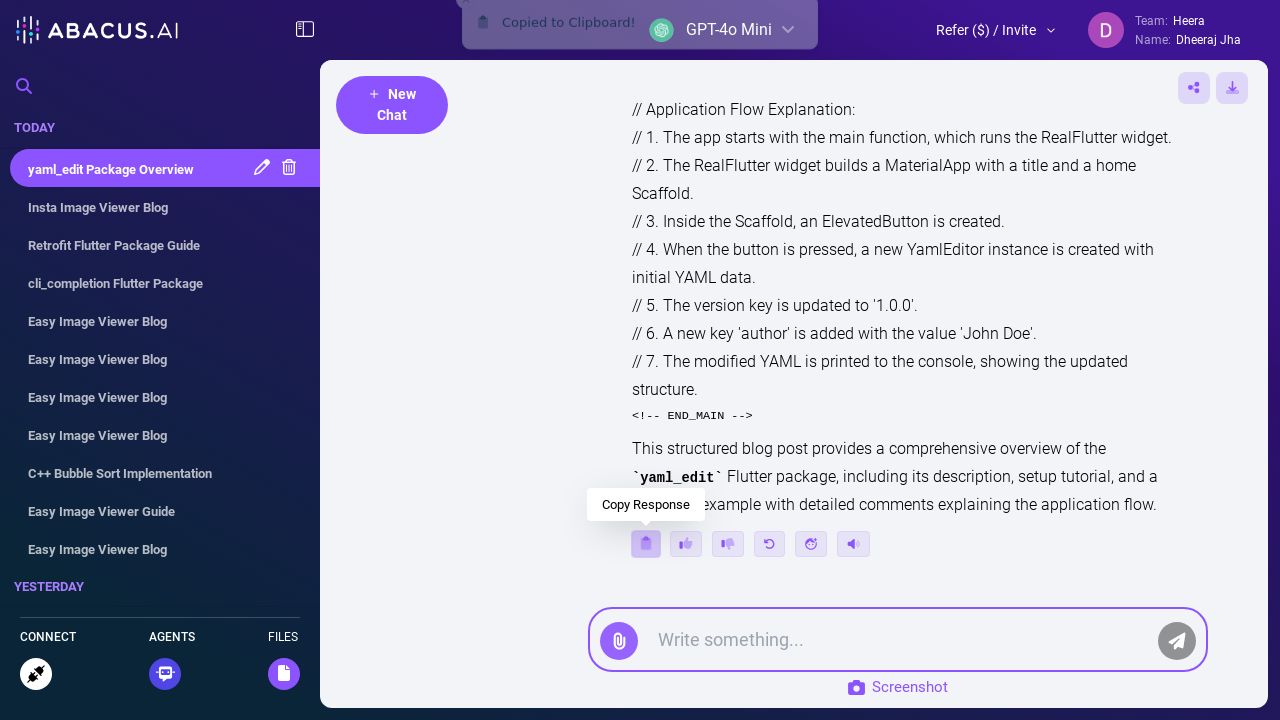 ABACUS.AI
Copied to Clipboard!
GPT-4o Mini
Refer ($) / Invite
D
Team: Heera
Name: Dheeraj Jha
TODAY
yaml_edit Package Overview
Insta Image Viewer Blog
Retrofit Flutter Package Guide
cli_completion Flutter Package
Easy Image Viewer Blog
Easy Image Viewer Blog
Easy Image Viewer Blog
Easy Image Viewer Blog
C++ Bubble Sort Implementation
Easy Image Viewer Guide
Easy Image Viewer Blog
YESTERDAY
CONNECT
AGENTS
FILES
+ New
Chat
// Application Flow Explanation:
// 1. The app starts with the main function, which runs the RealFlutter widget.
// 2. The RealFlutter widget builds a MaterialApp with a title and a home
Scaffold.
// 3. Inside the Scaffold, an ElevatedButton is created.
// 4. When the button is pressed, a new YamlEditor instance is created with
initial YAML data.
// 5. The version key is updated to '1.0.0'.
// 6. A new key 'author' is added with the value 'John Doe'.
// 7. The modified YAML is printed to the console, showing the updated
structure.
<!-- END_MAIN -->
This structured blog post provides a comprehensive overview of the
`yaml_edit` Flutter package, including its description, setup tutorial, and a
example with detailed comments explaining the application flow.
Copy Response
Write something...
Screenshot